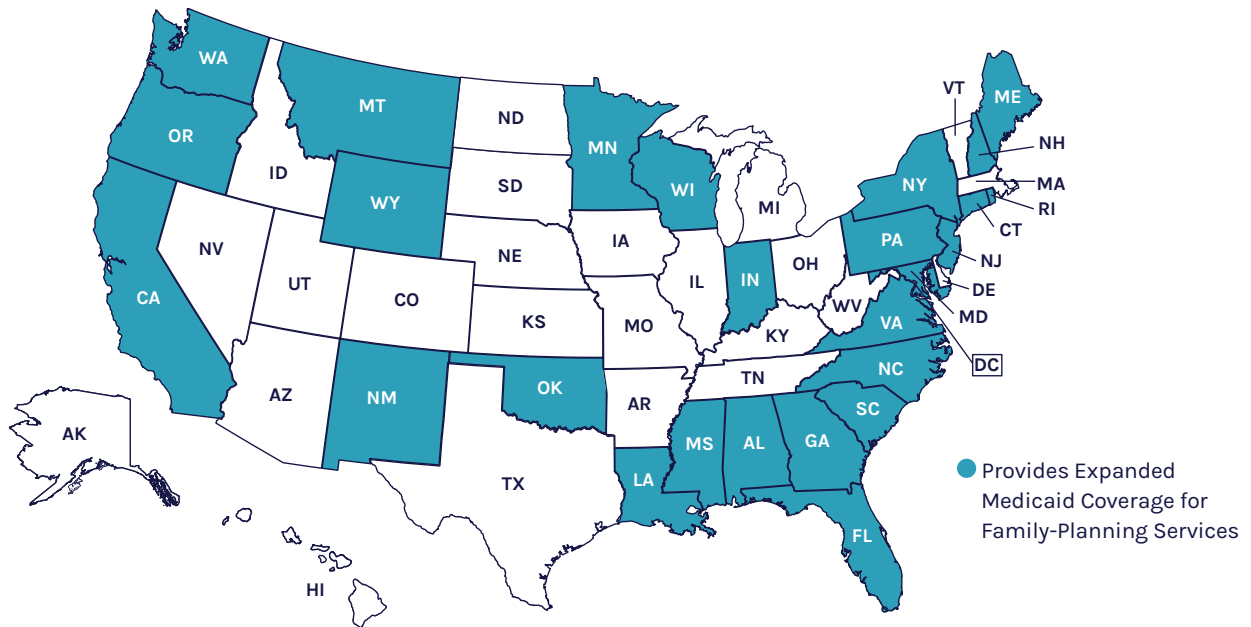 WA
MT
ND
MN
VT
ME
OR
ID
SD
WI
MI
NY
NH
MA
RI
CT
WY
NE
IA
PA
NJ
NV
UT
CO
IL
IN
OH
DE
WV
MD
CA
KS
MO
KY
VA
DC
AZ
NM
OK
AR
TN
NC
SC
AK
TX
LA
MS
AL
GA
FL
HI
Provides Expanded
Medicaid Coverage for
Family-Planning Services